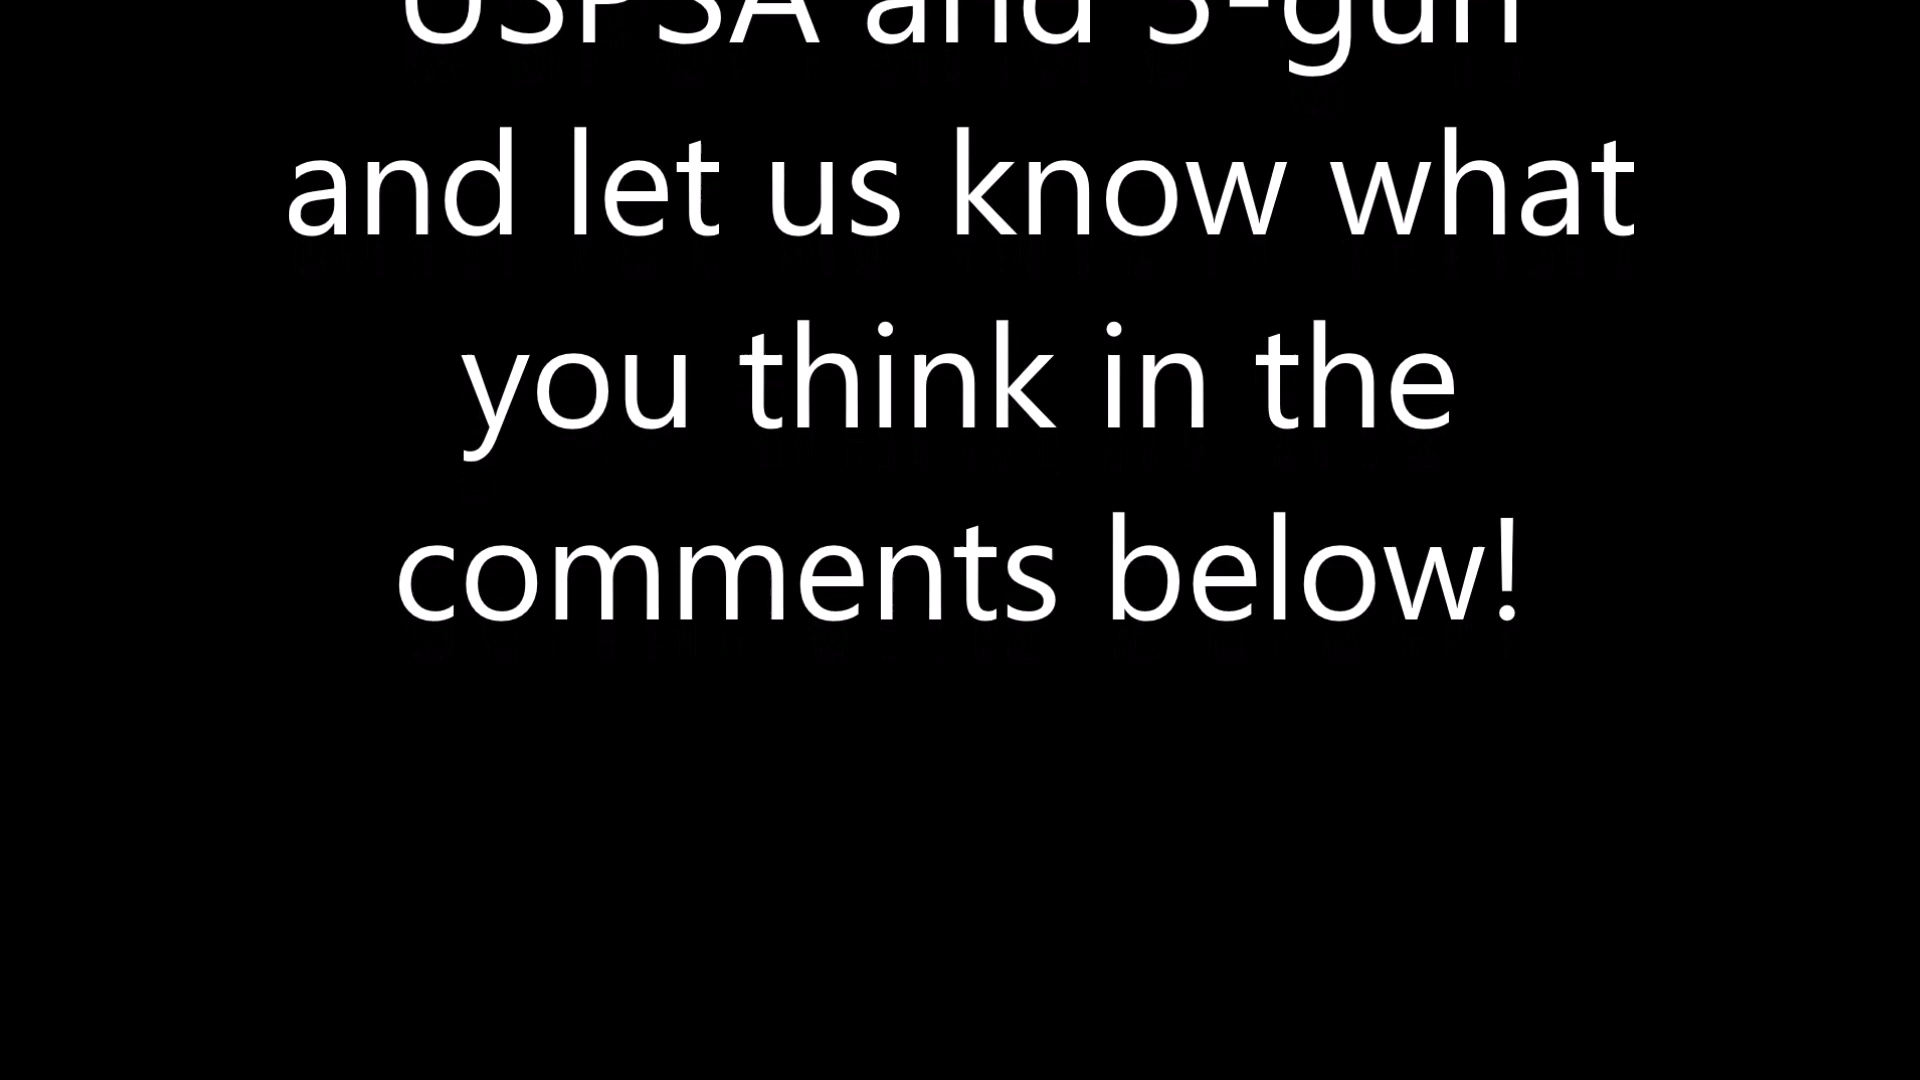 USPSA and 3-gun
and let us know what
you think in the
comments below!